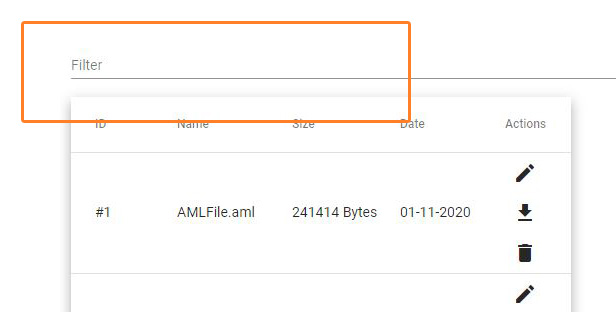 Filter
ID Name Size Date Actions
#1 AMLFile.aml 241414 Bytes 01-11-2020